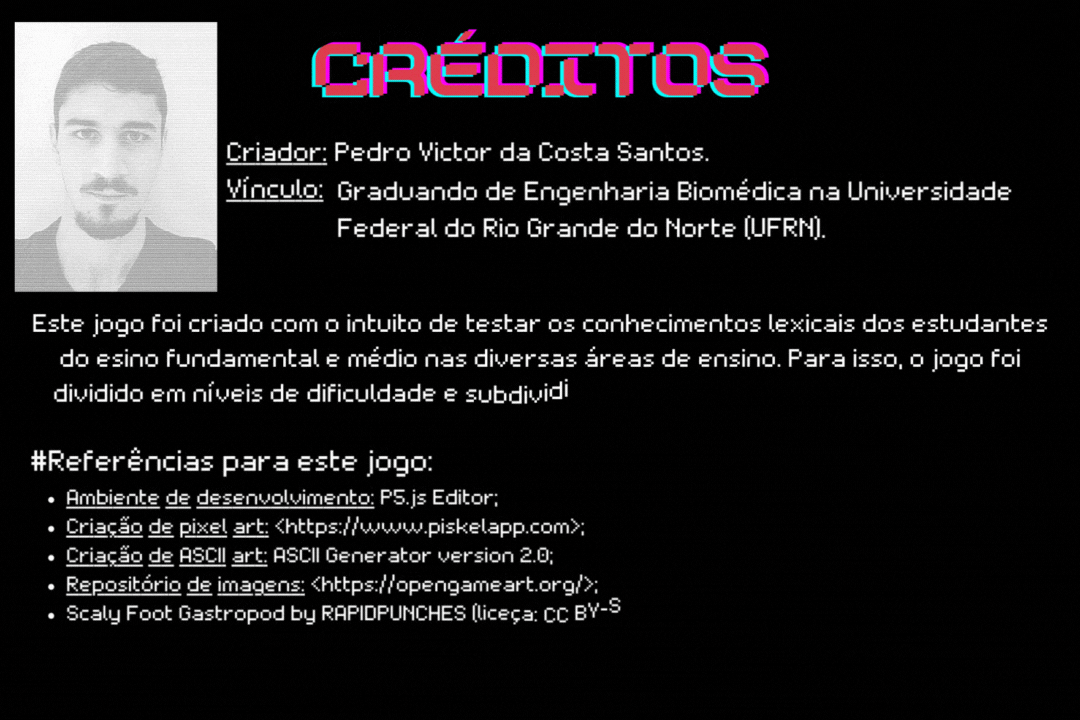 CRÉDITOS
Criador: Pedro Victor da Costa Santos.
Vínculo: Graduando de Engenharia Biomédica na Universidade
Federal do Rio Grande do Norte (UFRN).
Este jogo foi criado com o intuito de testar os conhecimentos lexicais dos estudantes
do esino fundamental e médio nas diversas áreas de ensino. Para isso, o jogo foi
dividido em níveis de dificuldade e subdividi
#Referências para este jogo:
• Ambiente de desenvolvimento: P5.js Editor;
• Criação de pixel art: <https://www.piskelapp.com>;
• Criação de ASCII art: ASCII Generator version 2.0;
• Repositório de imagens: <https://opengameart.org/>;
• Scaly Foot Gastropod by RAPIDPUNCHES (liceça: CC BY-S